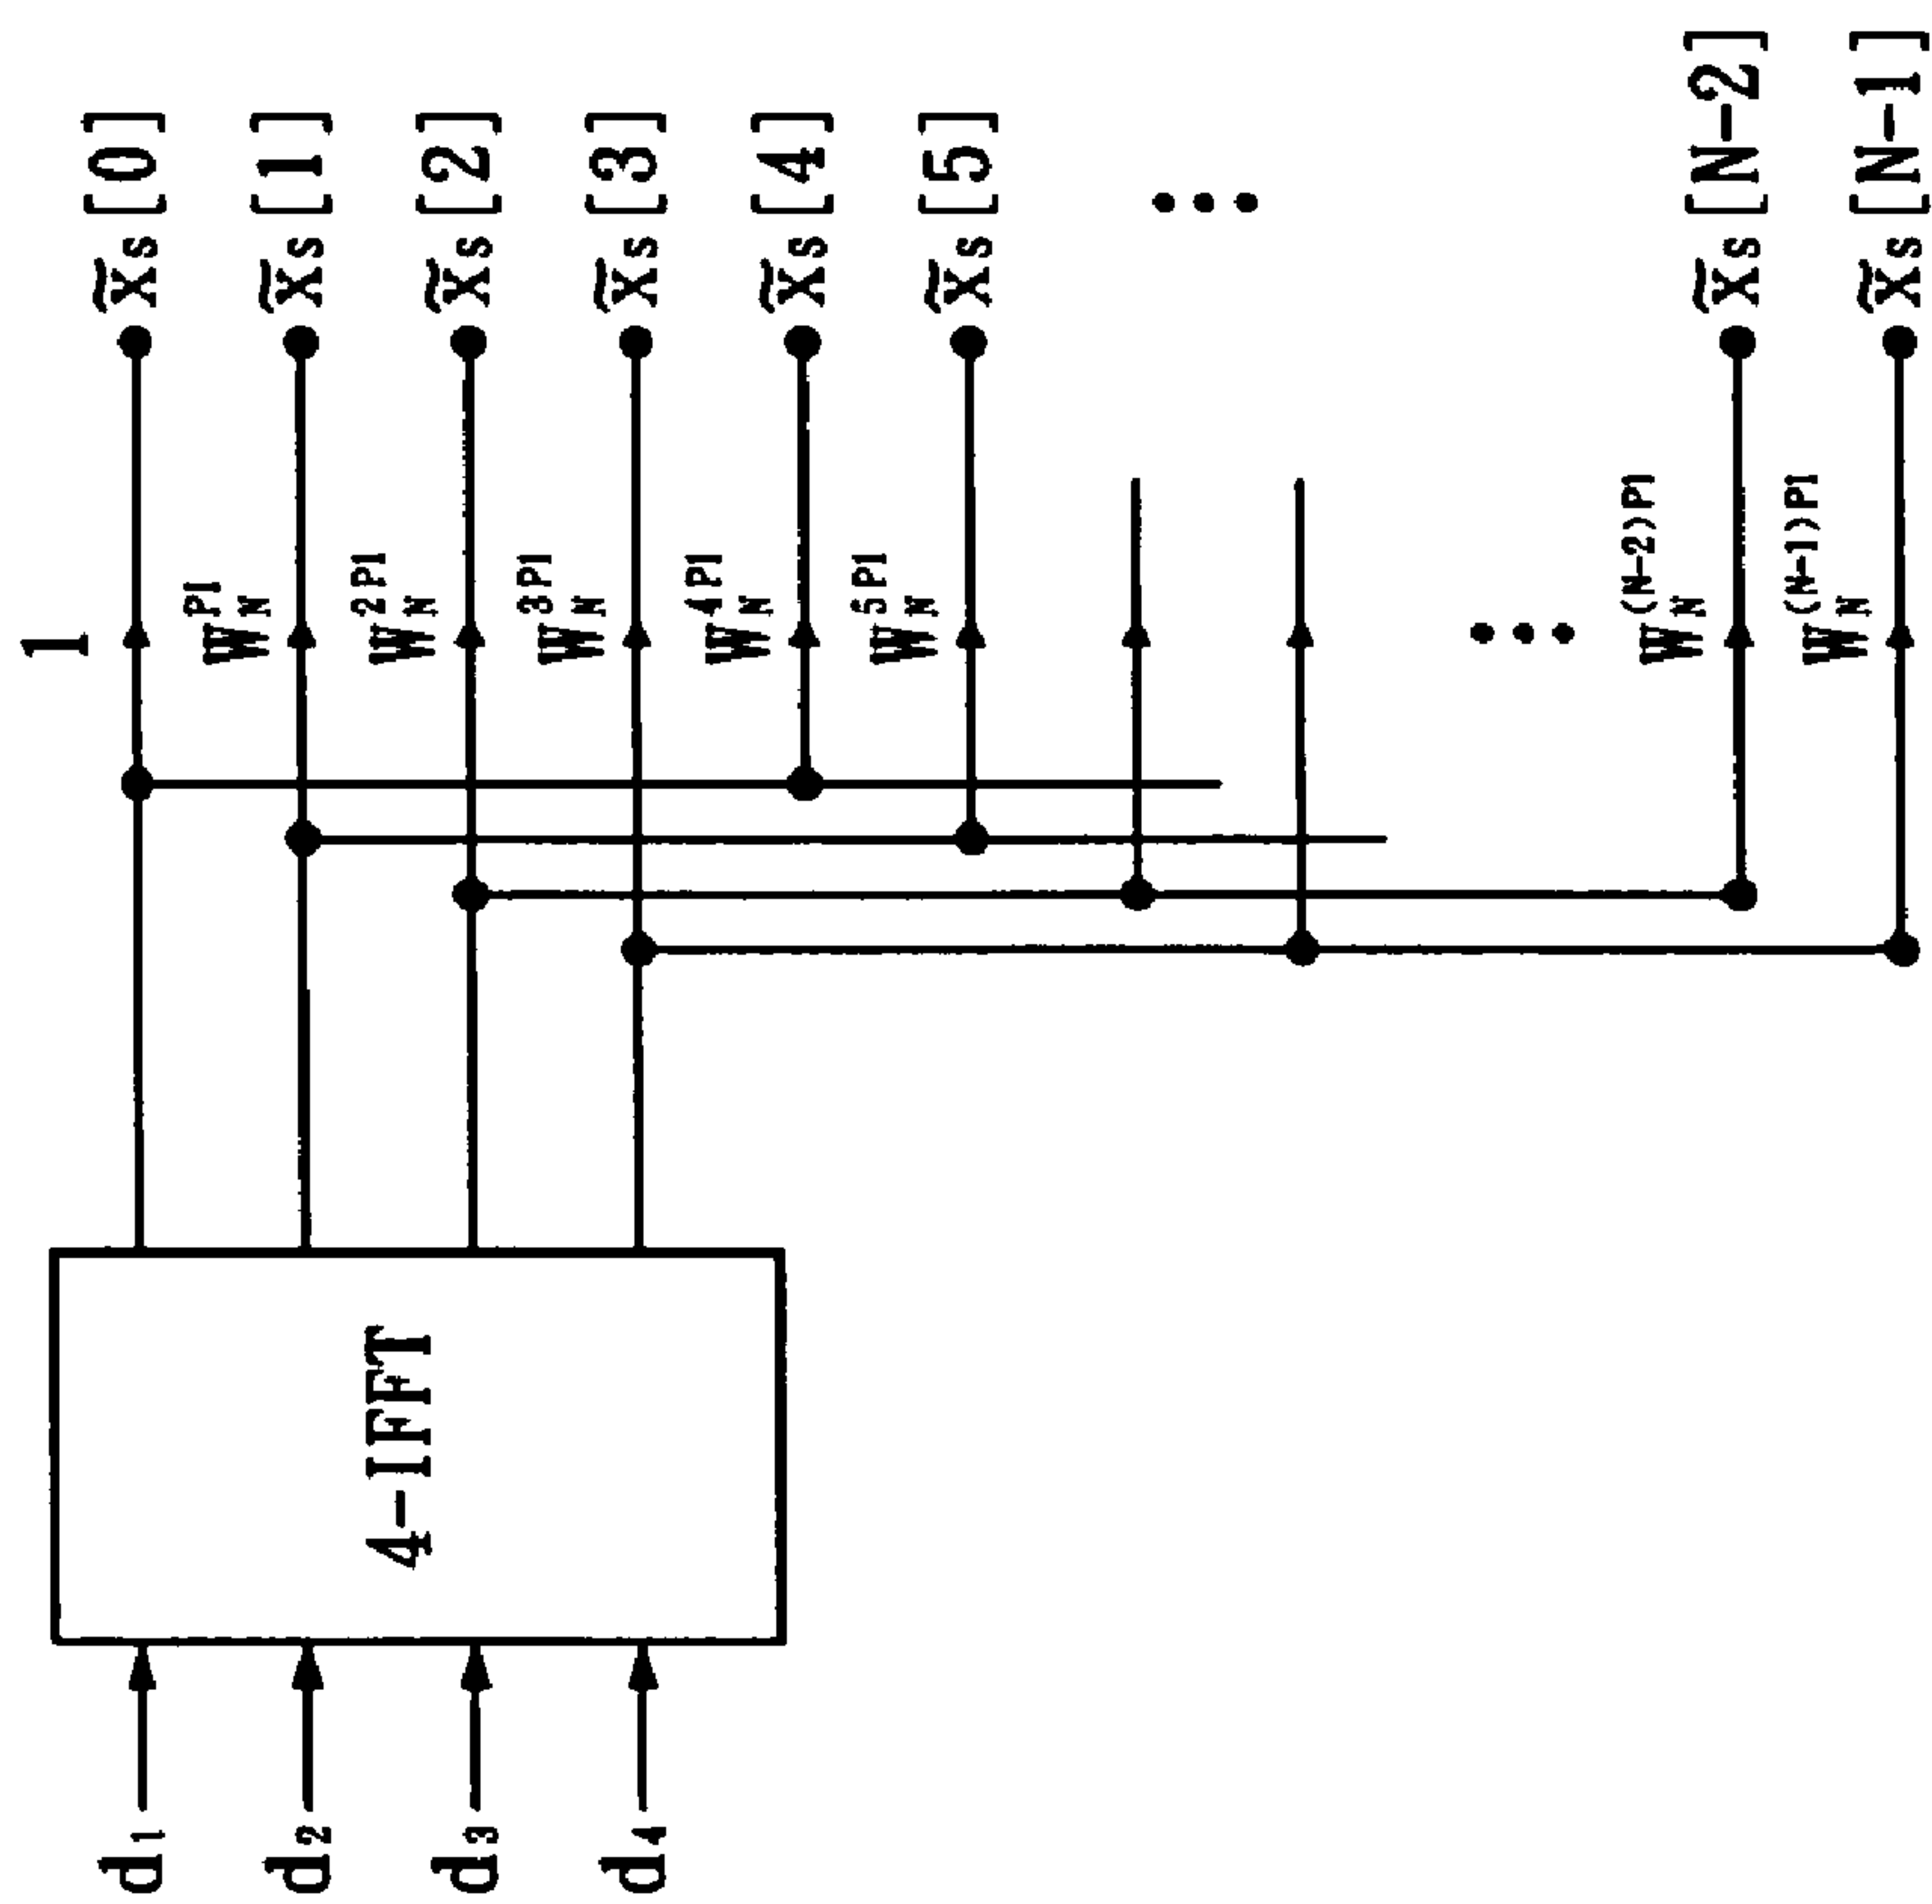 d₁
d₂
d₃
d₄
4-IFFT
1
W_N^P1
W_N^2P1
W_N^3P1
W_N^4P1
W_N^5P1
...
W_N^(N-2)P1
W_N^(N-1)P1
x̃s[0]
x̃s[1]
x̃s[2]
x̃s[3]
x̃s[4]
x̃s[5]
...
x̃s[N-2]
x̃s[N-1]